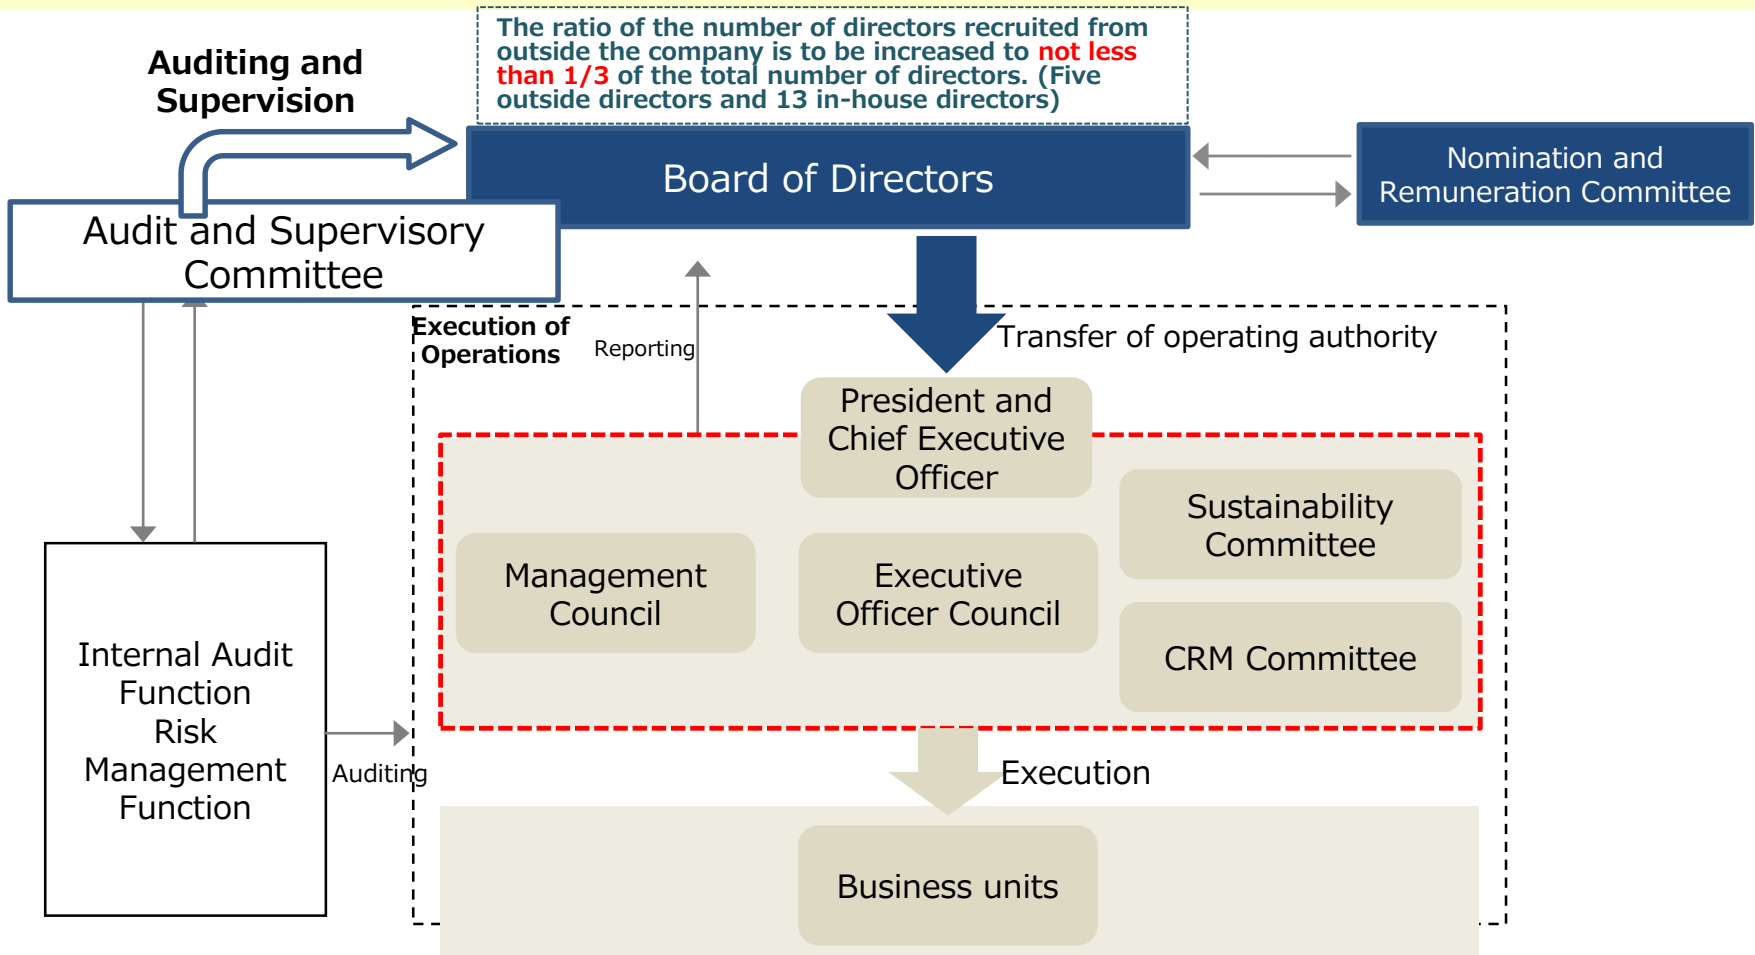 The ratio of the number of directors recruited from
outside the company is to be increased to not less
than 1/3 of the total number of directors. (Five
outside directors and 13 in-house directors)
Auditing and
Supervision
Board of Directors
Nomination and
Remuneration Committee
Audit and Supervisory
Committee
Execution of
Operations
Reporting
Transfer of operating authority
President and
Chief Executive
Officer
Management
Council
Executive
Officer Council
Sustainability
Committee
CRM Committee
Internal Audit
Function
Risk
Management
Function
Auditing
Execution
Business units